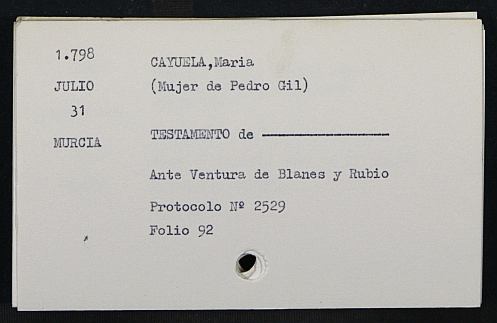 1.798
JULIO
31
MURCIA
CAYUELA,Maria
(Mujer de Pedro Gil)
TESTAMENTO de
Ante Ventura de Blanes y Rubio
Protocolo Nº 2529
Folio 92